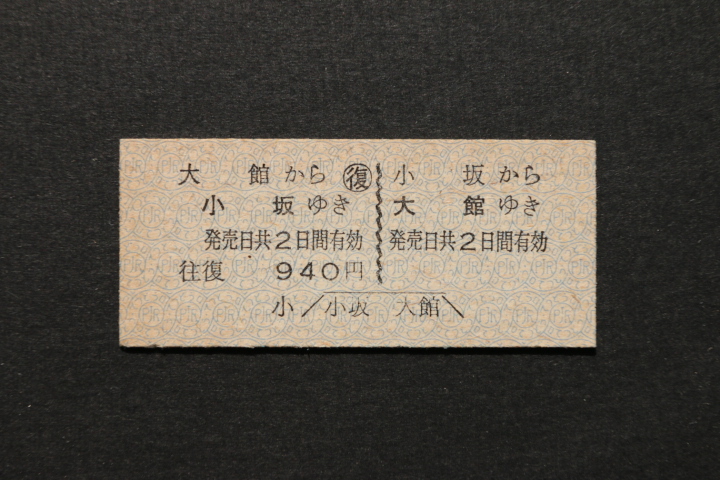 大館から ㊝ 小坂から
小坂ゆき 大館ゆき
発売日共2日間有効 発売日共2日間有効
往復 940円
小 小坂 大館